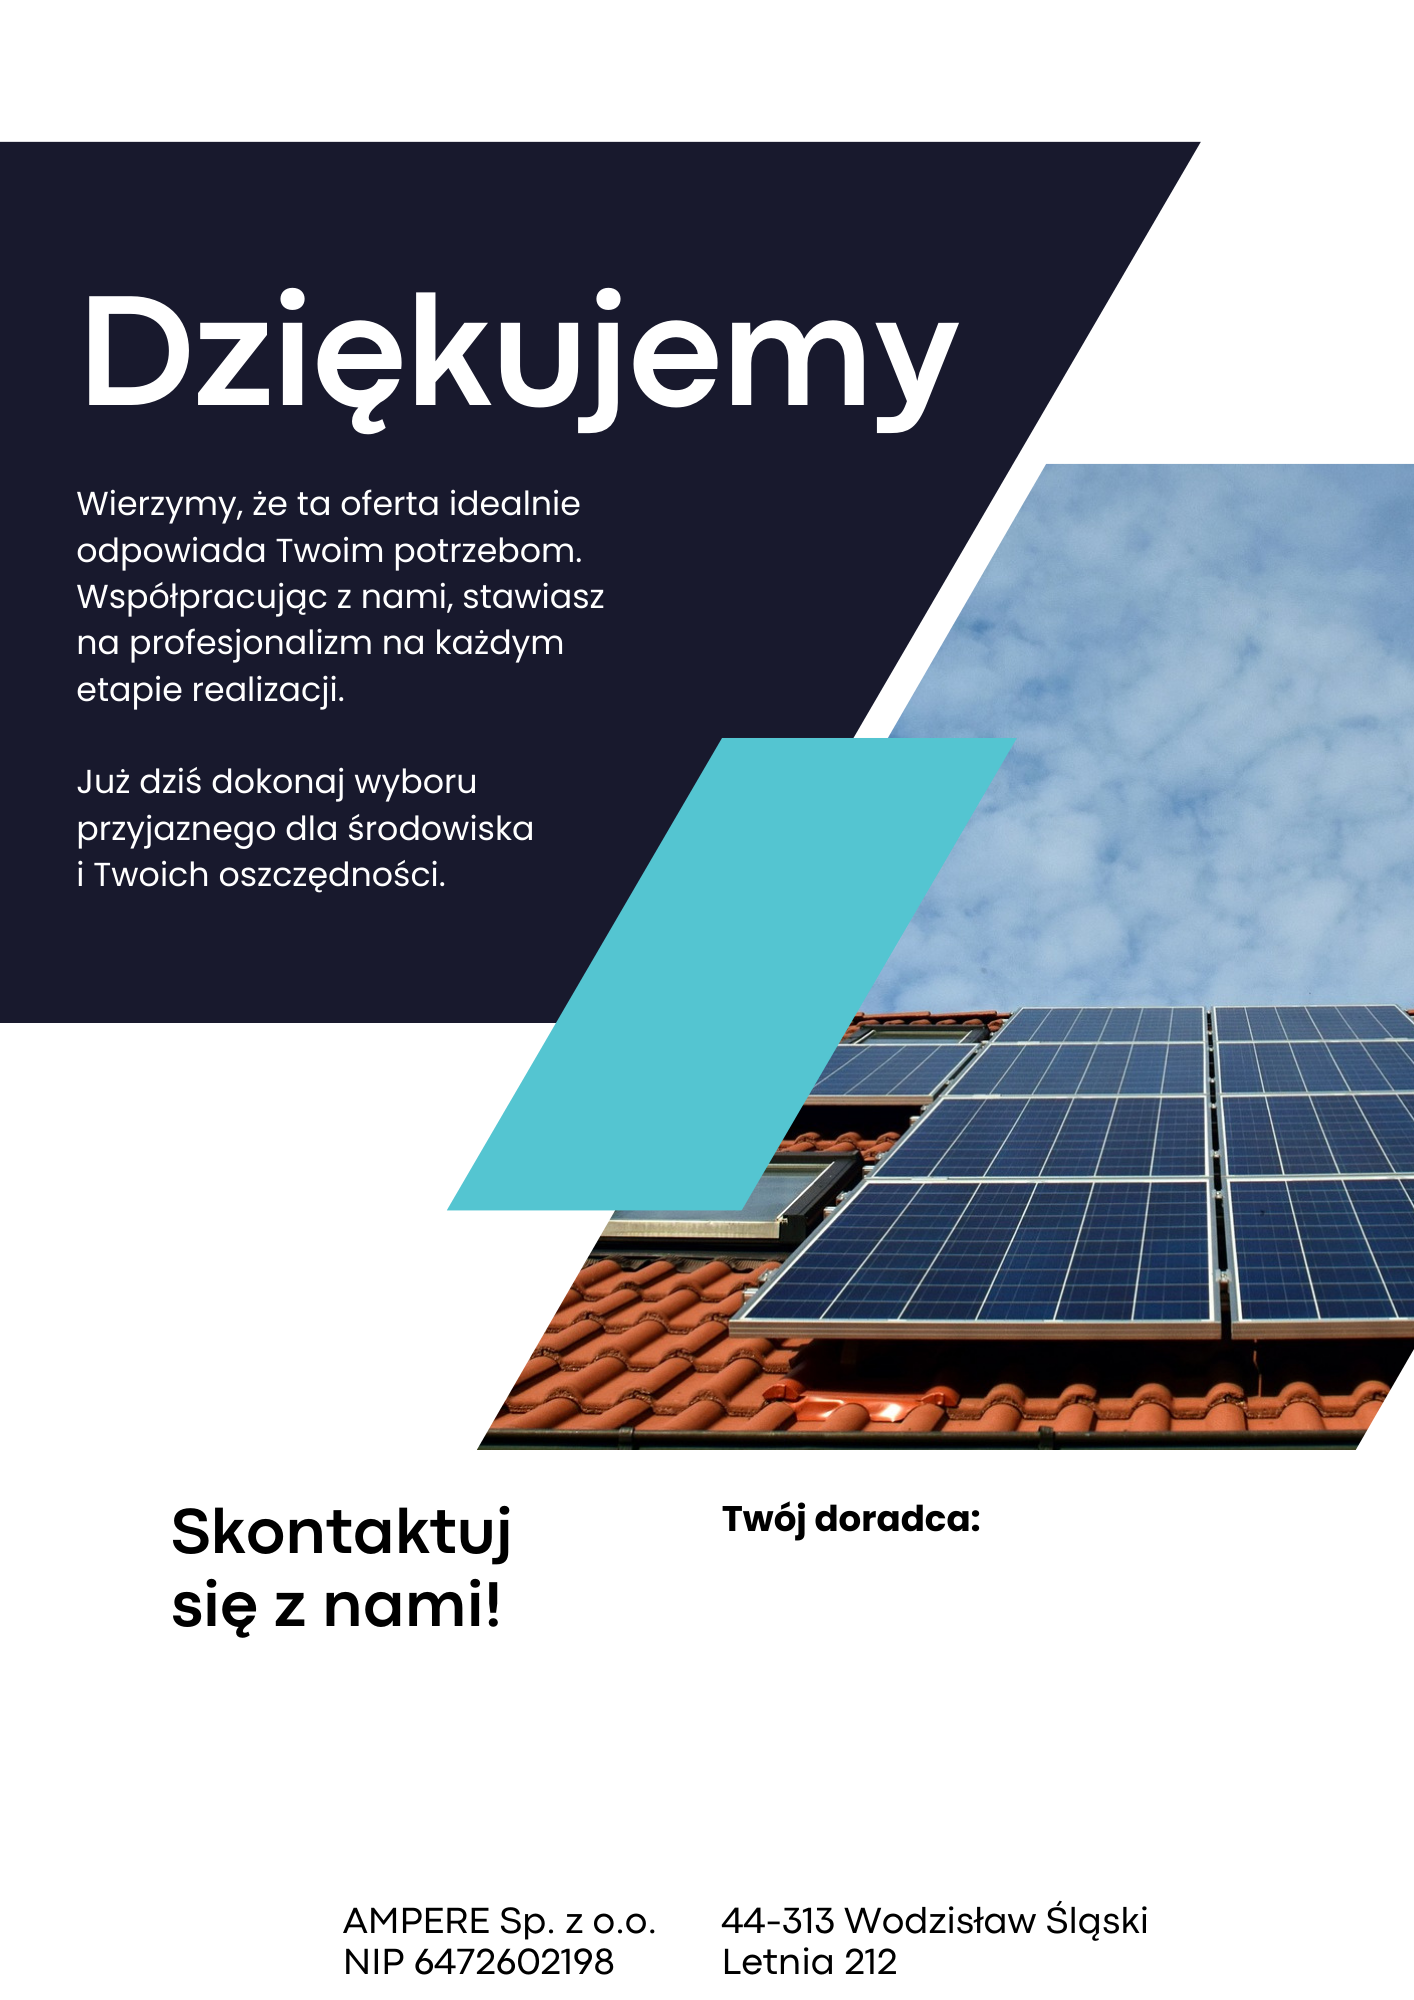 Dziękujemy
Wierzymy, że ta oferta idealnie
odpowiada Twoim potrzebom.
Współpracując z nami, stawiasz
na profesjonalizm na każdym
etapie realizacji.
Już dziś dokonaj wyboru
przyjaznego dla środowiska
i Twoich oszczędności.
Skontaktuj
się z nami!
Twój doradca:
AMPERE Sp. z o.o.
NIP 6472602198
44-313 Wodzisław Śląski
Letnia 212